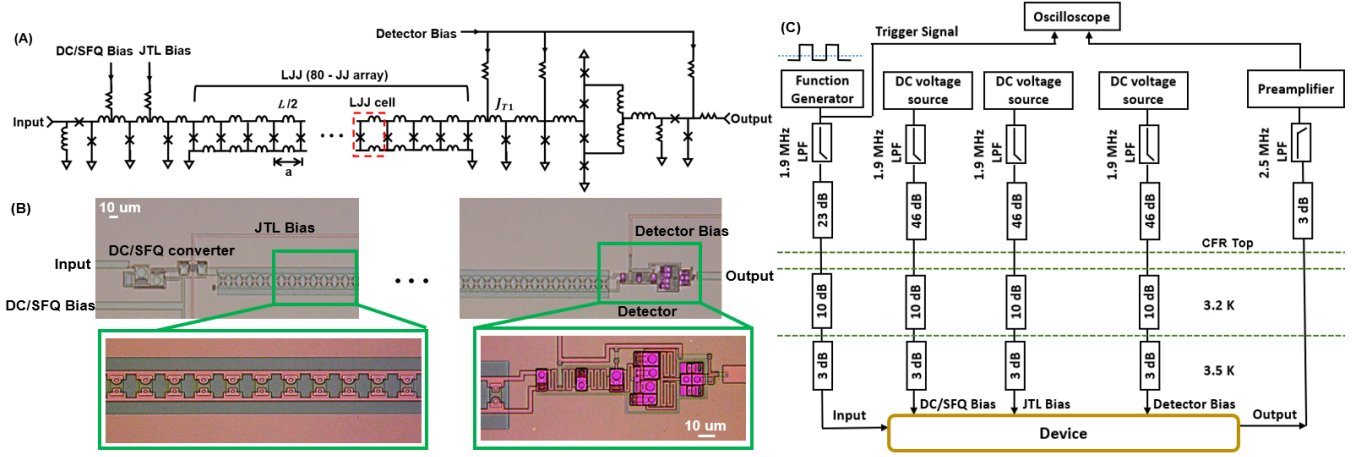 (A)
DC/SFQ Bias
JTL Bias
Detector Bias
LJJ (80 - JJ array)
L/2
LJJ cell
J_T1
Input
Output
a
(B)
10 um
JTL Bias
DC/SFQ converter
Input
DC/SFQ Bias
Detector Bias
Output
Detector
10 um
(C)
Oscilloscope
Trigger Signal
Function
Generator
DC voltage
source
DC voltage
source
DC voltage
source
Preamplifier
1.9 MHz
LPF
1.9 MHz
LPF
1.9 MHz
LPF
1.9 MHz
LPF
2.5 MHz
LPF
23 dB
46 dB
46 dB
46 dB
3 dB
CFR Top
10 dB
10 dB
10 dB
10 dB
3.2 K
3 dB
3 dB
3 dB
3 dB
3.5 K
Input
DC/SFQ Bias
JTL Bias
Detector Bias
Output
Device